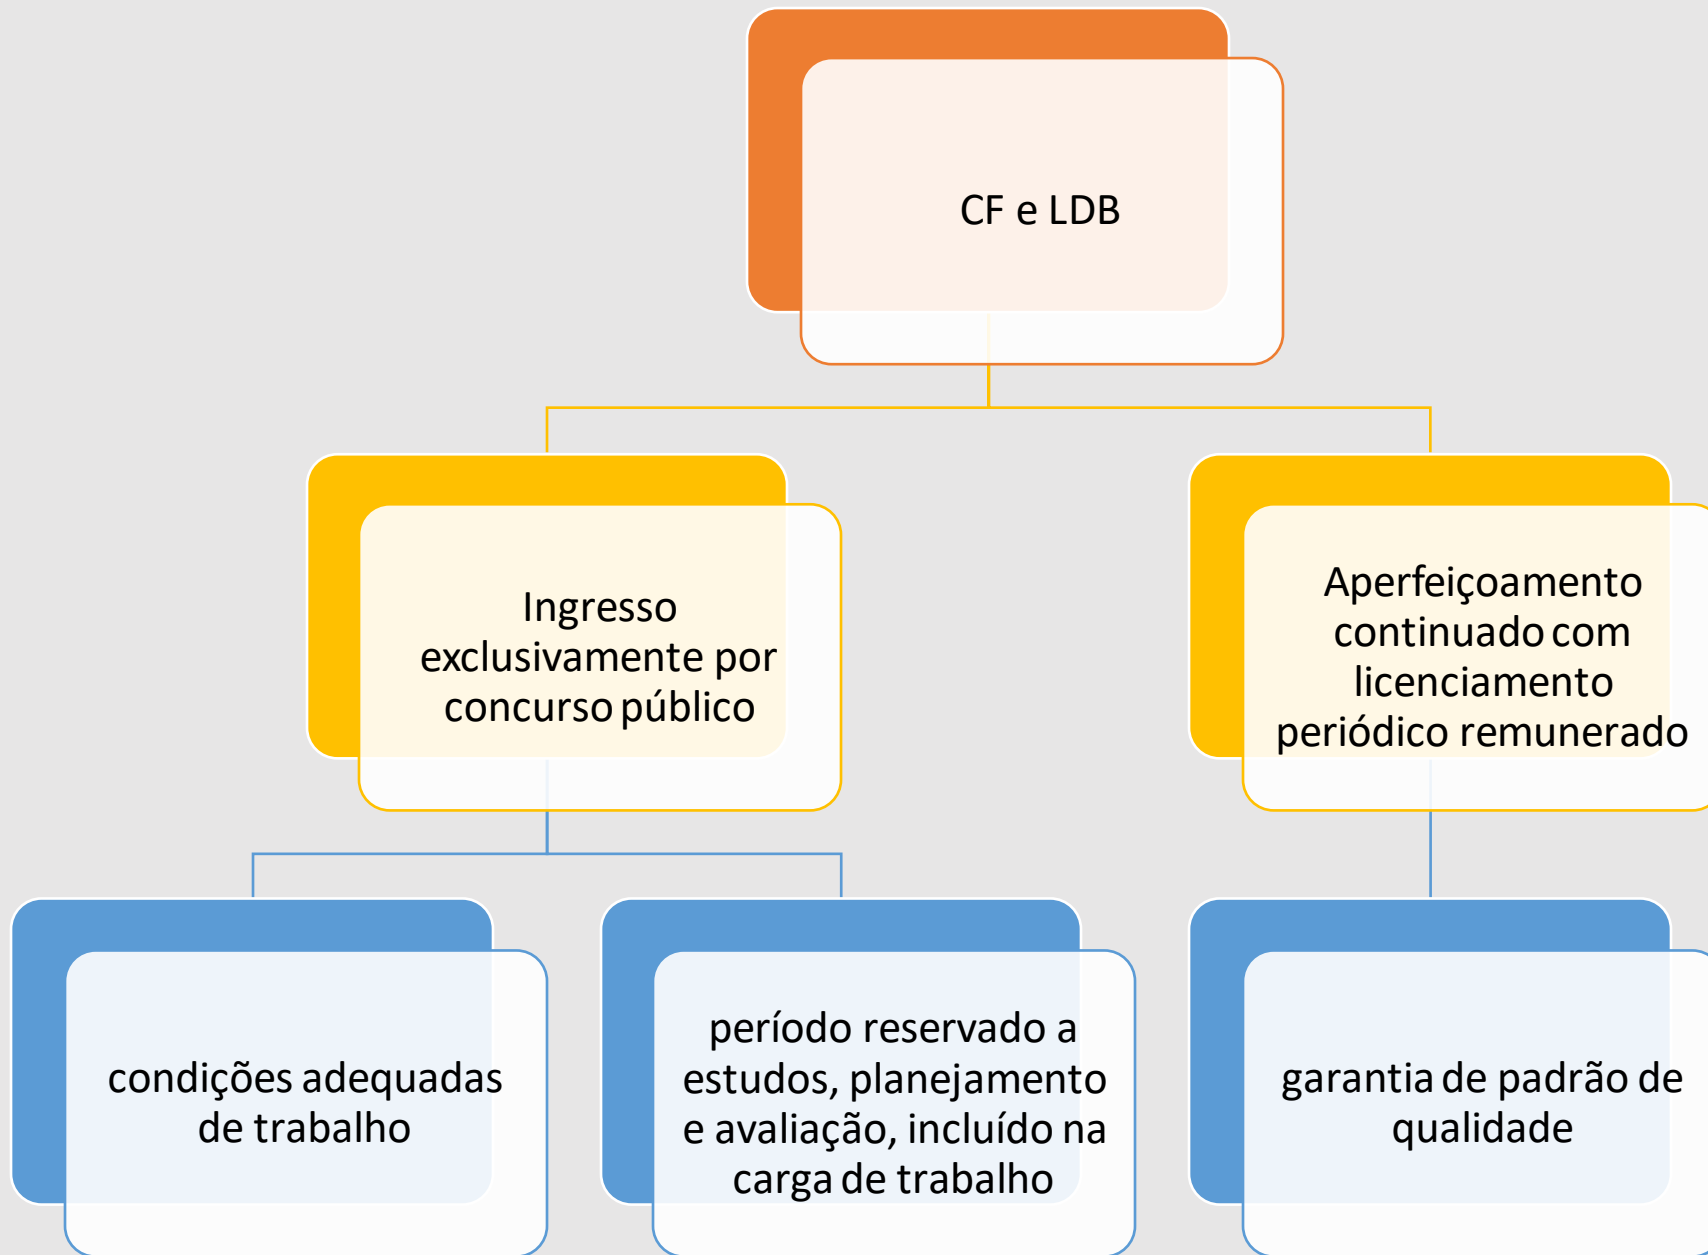 CF e LDB
Ingresso
exclusivamente por
concurso público
Aperfeiçoamento
continuado com
licenciamento
periódico remunerado
condições adequadas
de trabalho
período reservado a
estudos, planejamento
e avaliação, incluído na
carga de trabalho
garantia de padrão de
qualidade